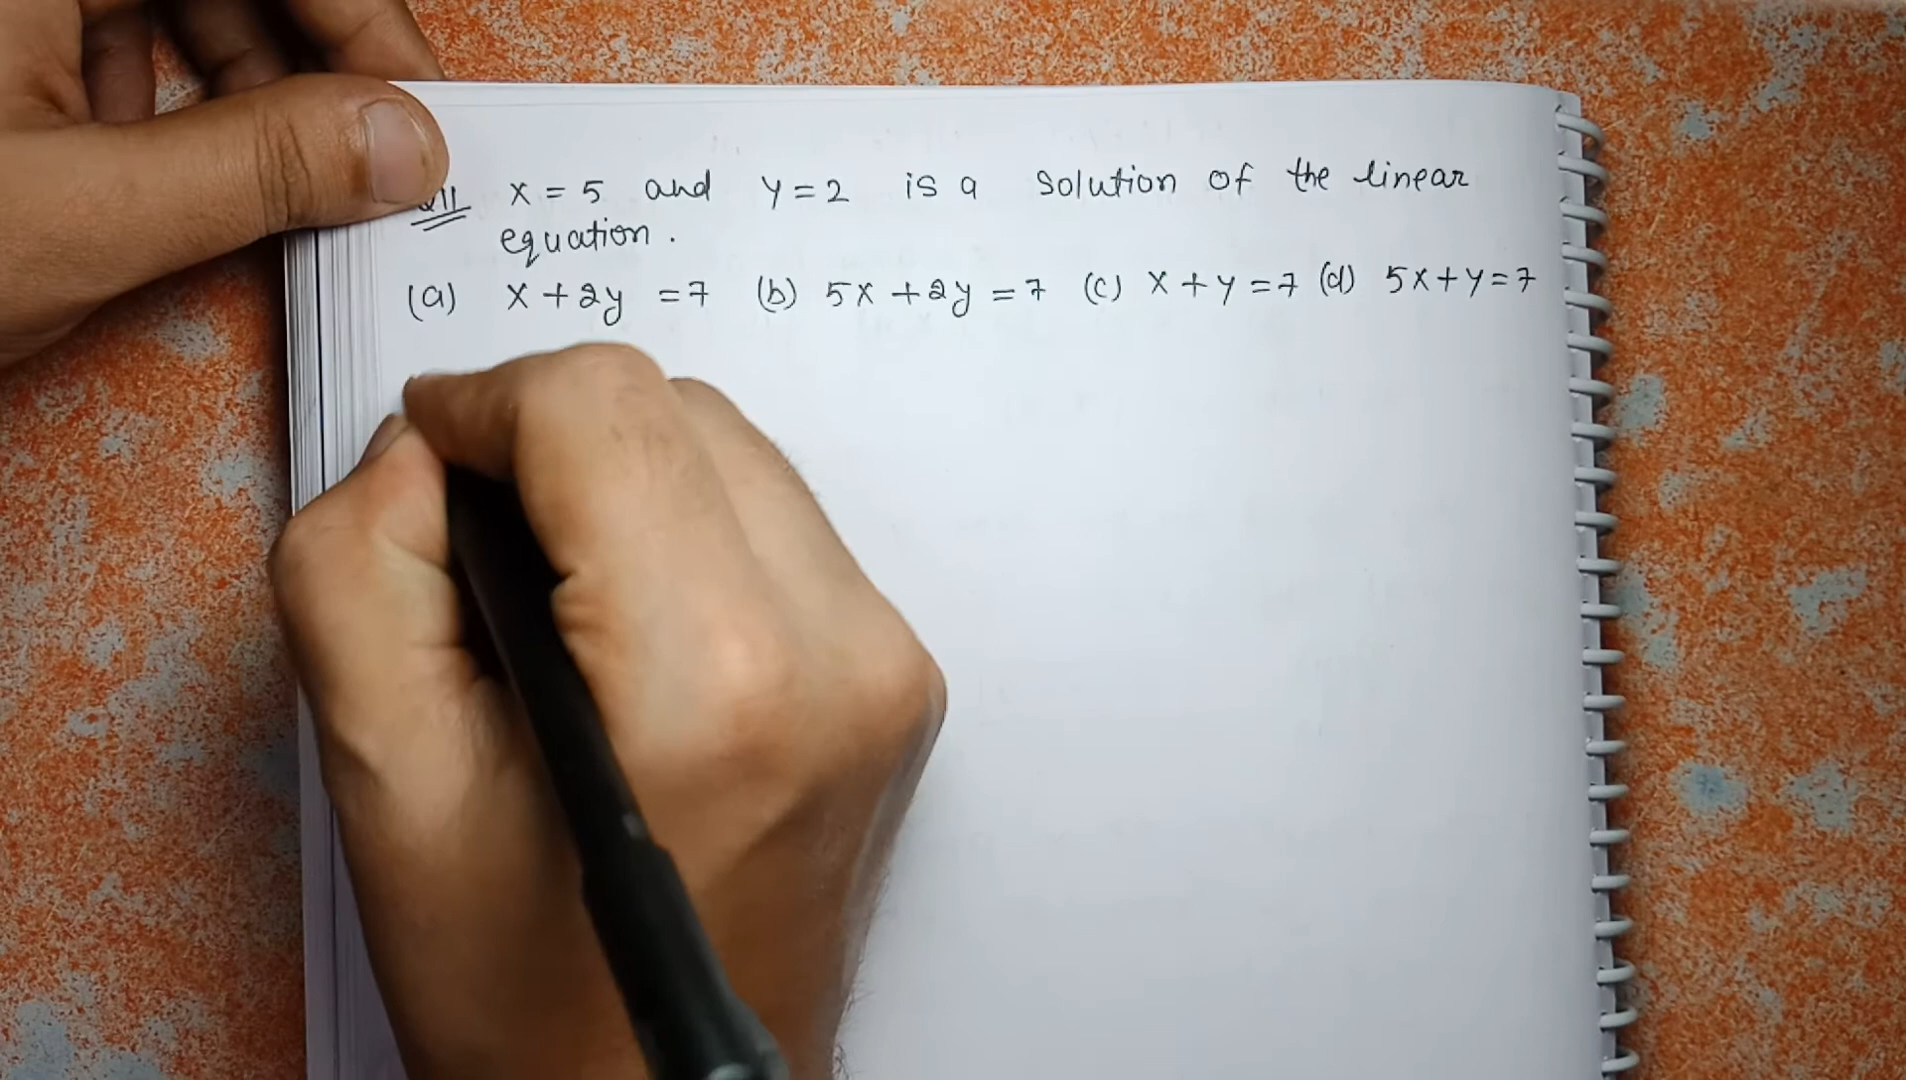 Q11 x = 5 and y = 2 is a solution of the linear
equation.
(a) x + 2y = 7 (b) 5x + 2y = 7 (c) x + y = 7 (d) 5x + y = 7